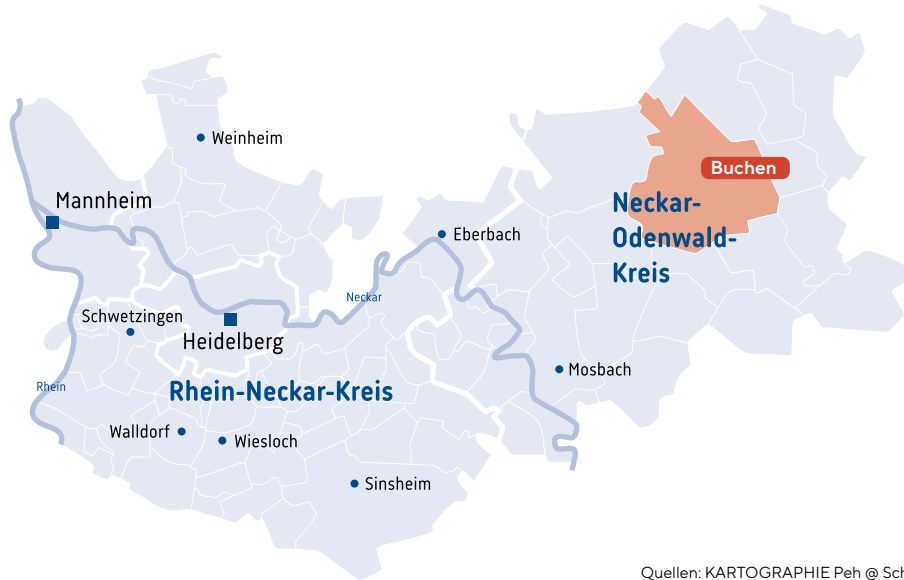 Weinheim
Buchen
Mannheim
Neckar-
Odenwald-
Kreis
Eberbach
Neckar
Schwetzingen
Heidelberg
Mosbach
Rhein
Rhein-Neckar-Kreis
Walldorf
Wiesloch
Sinsheim
Quellen: KARTOGRAPHIE Peh @ Sch